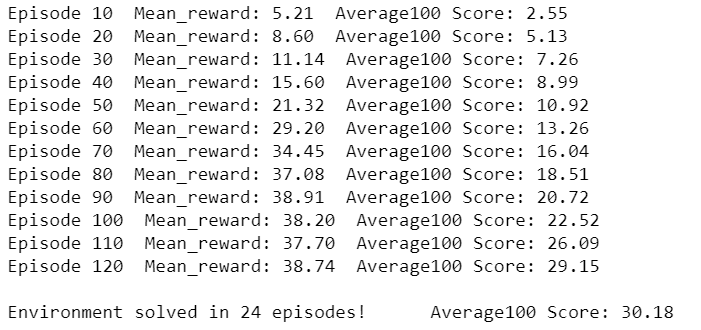 Episode 10  Mean_reward: 5.21  Average100 Score: 2.55
Episode 20  Mean_reward: 8.60  Average100 Score: 5.13
Episode 30  Mean_reward: 11.14  Average100 Score: 7.26
Episode 40  Mean_reward: 15.60  Average100 Score: 8.99
Episode 50  Mean_reward: 21.32  Average100 Score: 10.92
Episode 60  Mean_reward: 29.20  Average100 Score: 13.26
Episode 70  Mean_reward: 34.45  Average100 Score: 16.04
Episode 80  Mean_reward: 37.08  Average100 Score: 18.51
Episode 90  Mean_reward: 38.91  Average100 Score: 20.72
Episode 100  Mean_reward: 38.20  Average100 Score: 22.52
Episode 110  Mean_reward: 37.70  Average100 Score: 26.09
Episode 120  Mean_reward: 38.74  Average100 Score: 29.15
Environment solved in 24 episodes!      Average100 Score: 30.18